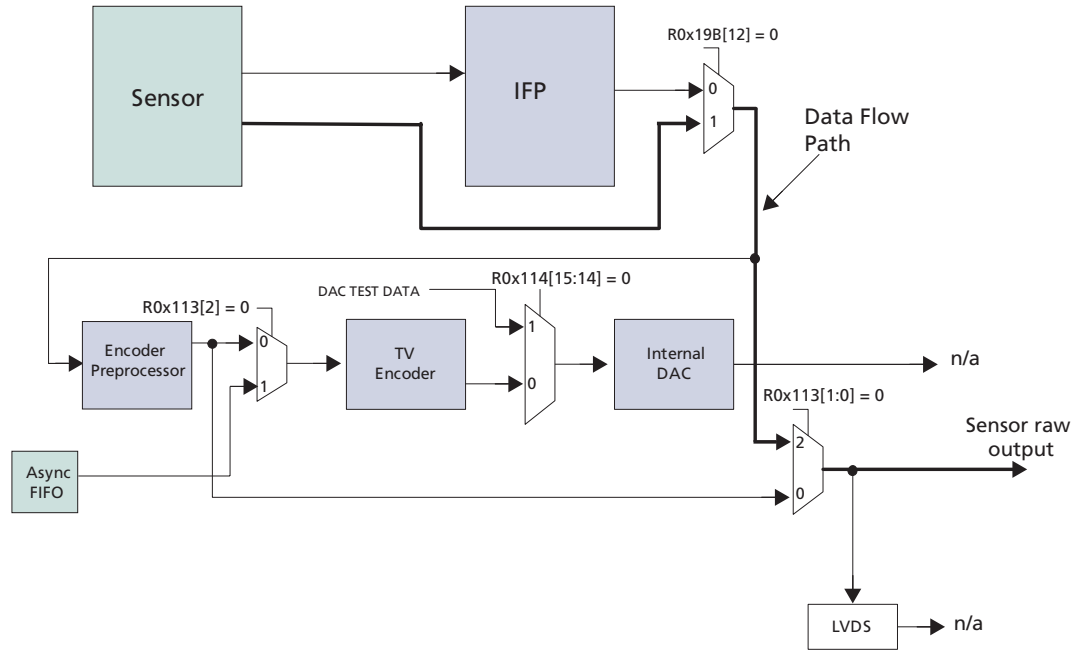 R0x19B[12] = 0
Sensor
IFP
0
1
Data Flow
Path
R0x114[15:14] = 0
DAC TEST DATA
R0x113[2] = 0
1
0
Encoder
Preprocessor
TV
Encoder
Internal
DAC
n/a
1
0
R0x113[1:0] = 0
Sensor raw
output
2
Async
FIFO
0
LVDS
n/a